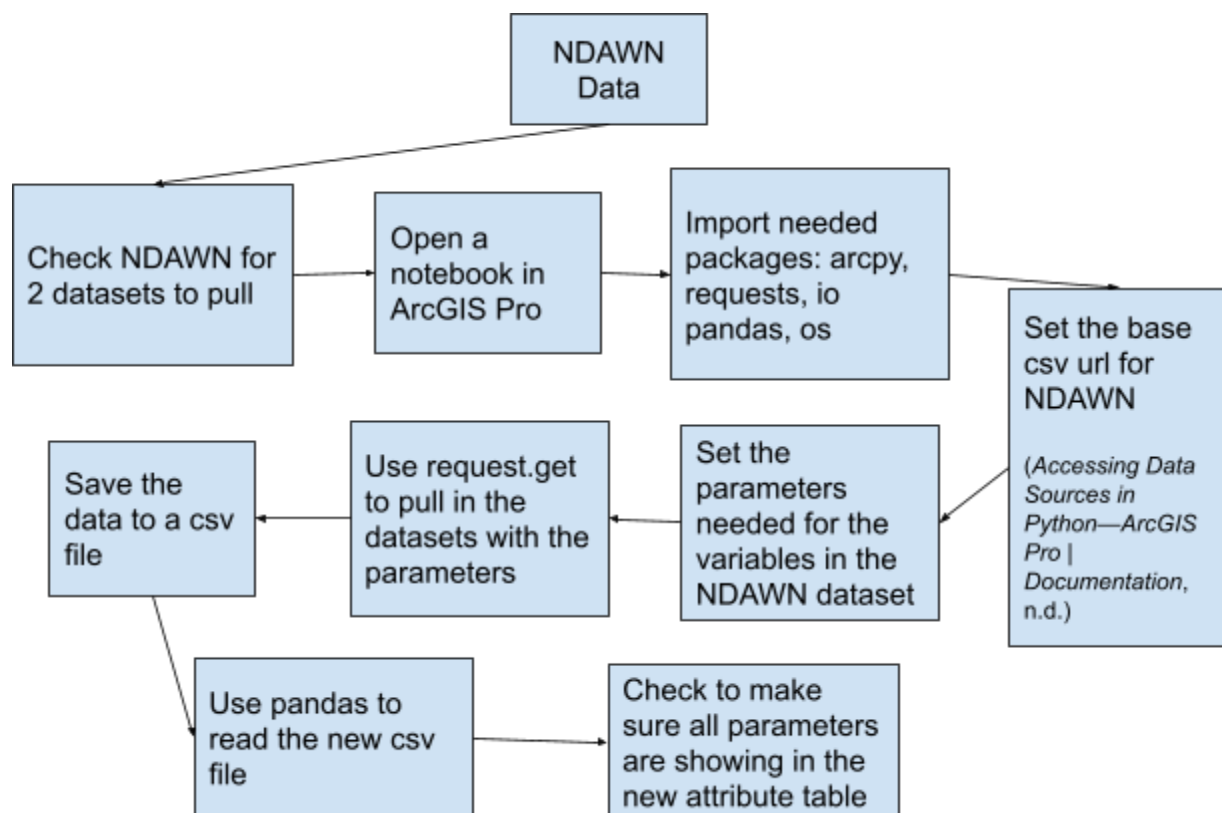 NDAWN
Data
Check NDAWN for
2 datasets to pull
Open a
notebook in
ArcGIS Pro
Import needed
packages: arcpy,
requests, io
pandas, os
Set the base
csv url for
NDAWN
(Accessing Data
Sources in
Python—ArcGIS
Pro |
Documentation,
n.d.)
Set the
parameters
needed for the
variables in the
NDAWN dataset
Use request.get
to pull in the
datasets with the
parameters
Save the
data to a csv
file
Use pandas to
read the new csv
file
Check to make
sure all parameters
are showing in the
new attribute table